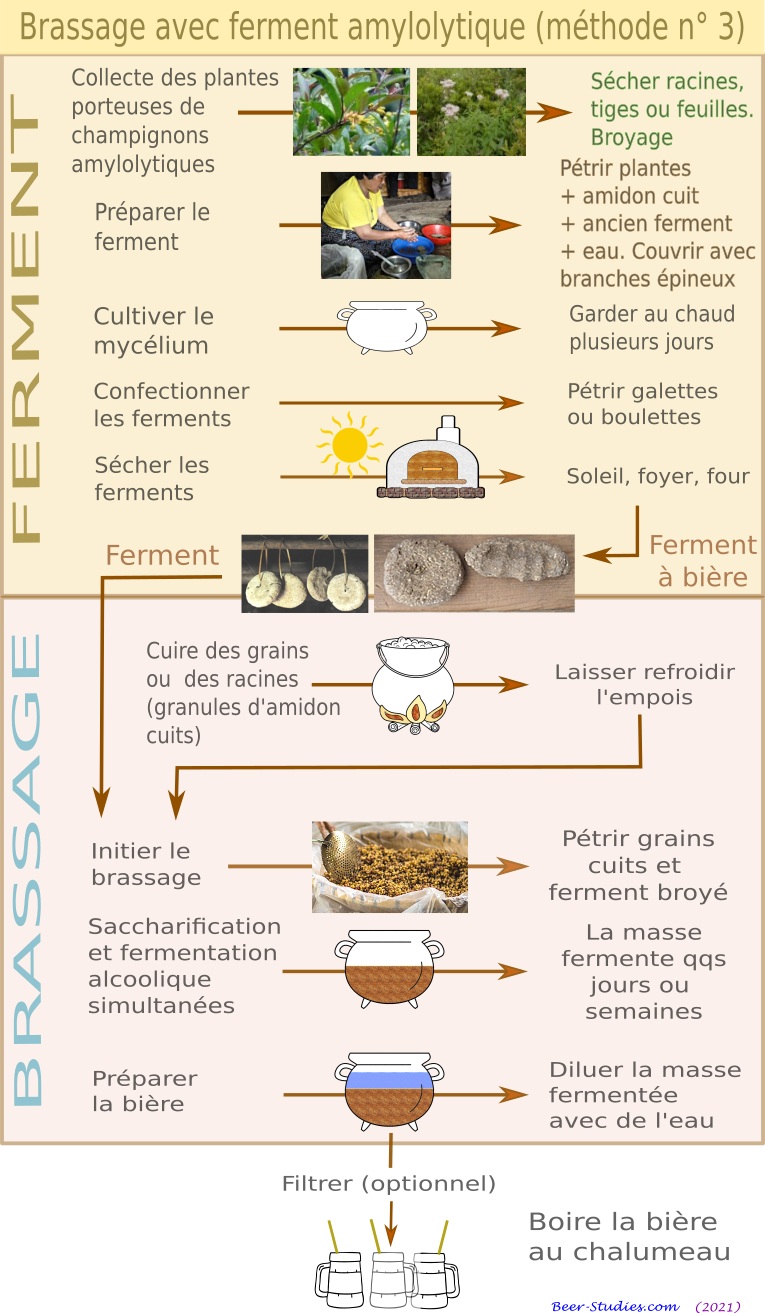 Brassage avec ferment amylolytique (méthode n° 3)
FERMENT
Collecte des plantes
porteuses de
champignons
amylolytiques
Sécher racines,
tiges ou feuilles.
Broyage
Préparer le
ferment
Pétrir plantes
+ amidon cuit
+ ancien ferment
+ eau. Couvrir avec
branches épineux
Cultiver le
mycélium
Garder au chaud
plusieurs jours
Confectionner
les ferments
Pétrir galettes
ou boulettes
Sécher les
ferments
Soleil, foyer, four
Ferment
Ferment
à bière
BRASSAGE
Cuire des grains
ou  des racines
(granules d'amidon
cuits)
Laisser refroidir
l'empois
Initier le
brassage
Pétrir grains
cuits et
ferment broyé
Saccharification
et fermentation
alcoolique
simultanées
La masse
fermente qqs
jours ou
semaines
Préparer
la bière
Diluer la masse
fermentée
avec de l'eau
Filtrer (optionnel)
Boire la bière
au chalumeau
Beer-Studies.com (2021)